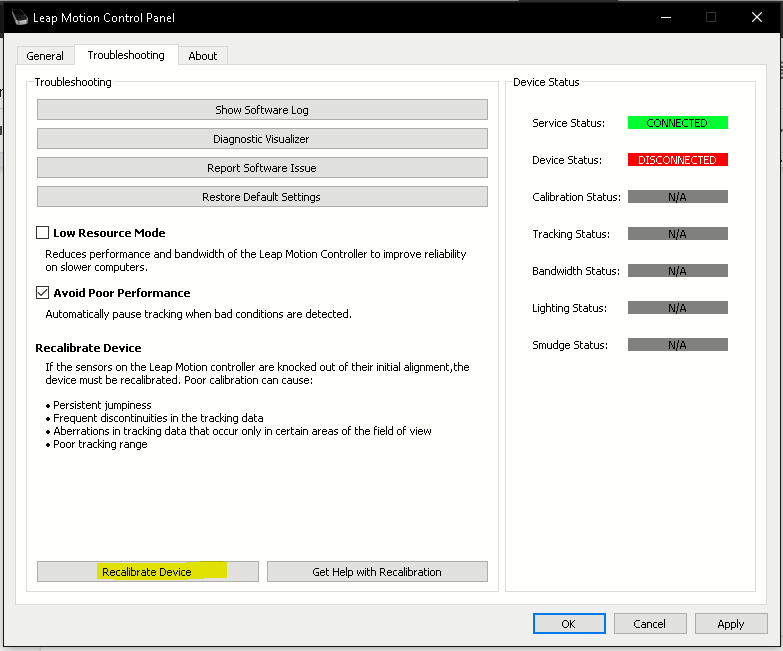 Leap Motion Control Panel
General
Troubleshooting
About
Troubleshooting
Show Software Log
Diagnostic Visualizer
Report Software Issue
Restore Default Settings
Low Resource Mode
Reduces performance and bandwidth of the Leap Motion Controller to improve reliability
on slower computers.
Avoid Poor Performance
Automatically pause tracking when bad conditions are detected.
Recalibrate Device
If the sensors on the Leap Motion controller are knocked out of their initial alignment,the
device must be recalibrated. Poor calibration can cause:
• Persistent jumpiness
• Frequent discontinuities in the tracking data
• Aberrations in tracking data that occur only in certain areas of the field of view
• Poor tracking range
Recalibrate Device
Get Help with Recalibration
Device Status
Service Status: CONNECTED
Device Status: DISCONNECTED
Calibration Status: N/A
Tracking Status: N/A
Bandwidth Status: N/A
Lighting Status: N/A
Smudge Status: N/A
OK
Cancel
Apply